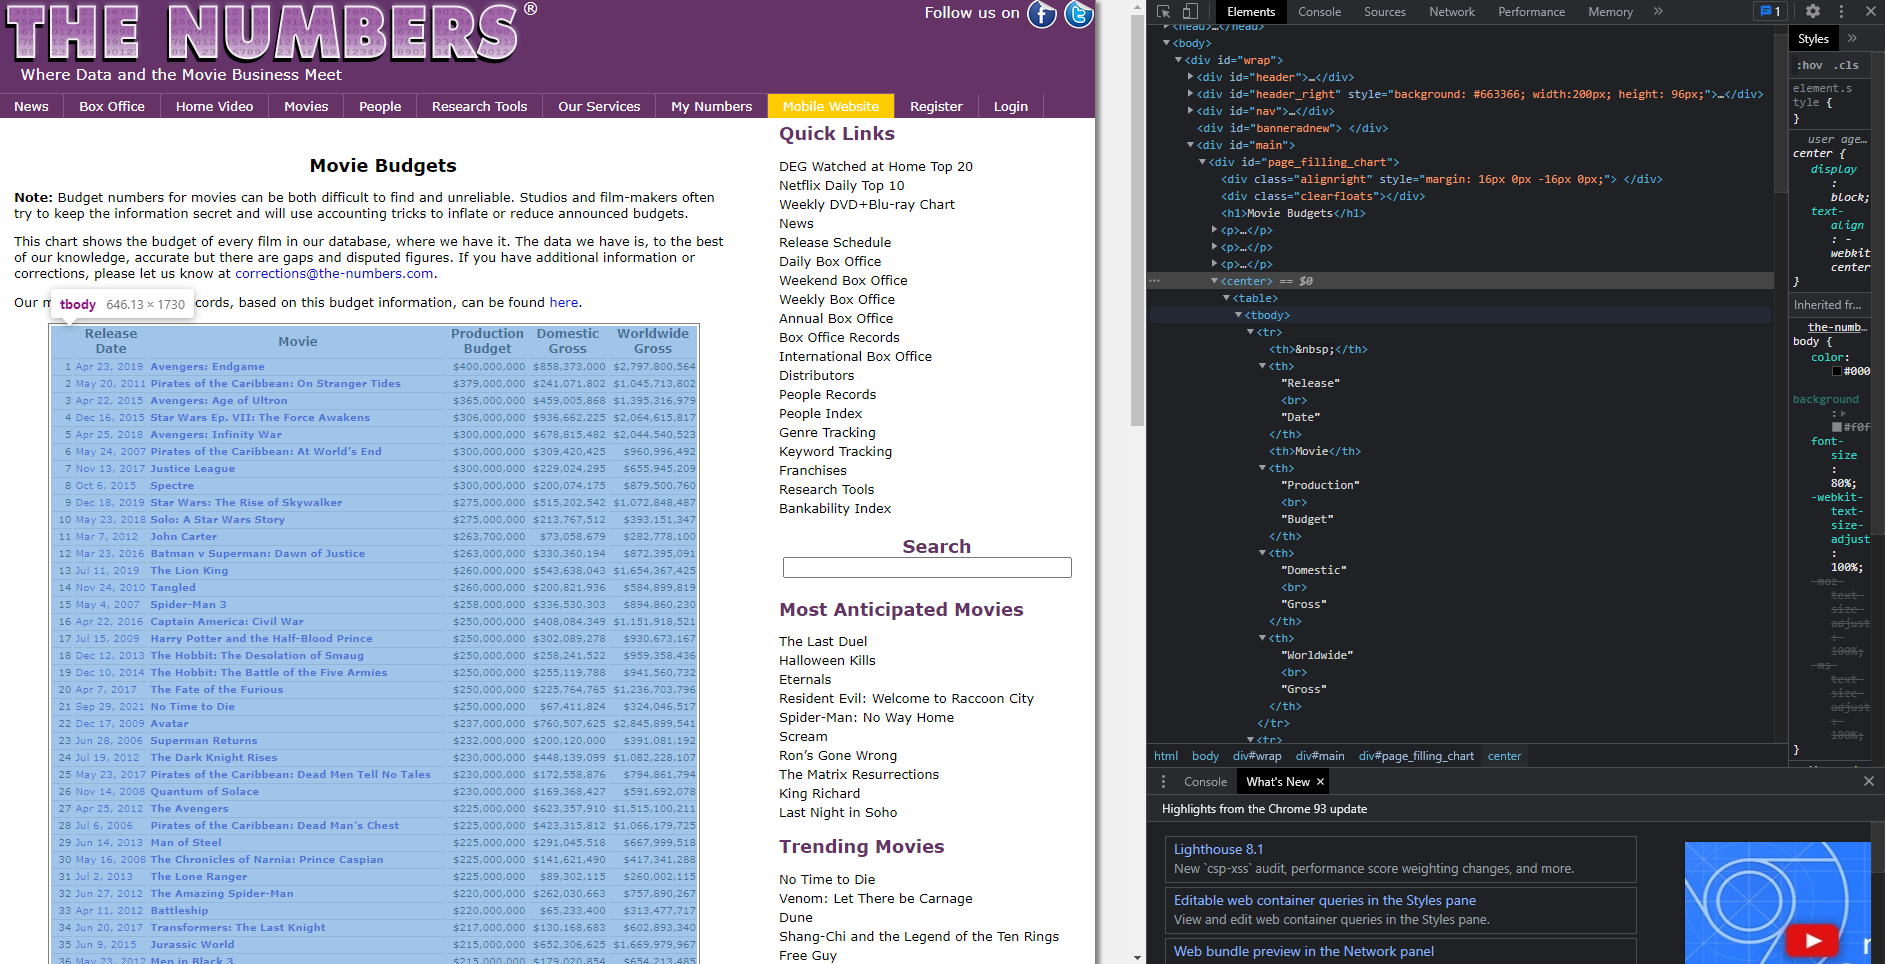 THE NUMBERS®
Where Data and the Movie Business Meet
Follow us on
News Box Office Home Video Movies People Research Tools Our Services My Numbers Mobile Website Register Login
Movie Budgets
Note: Budget numbers for movies can be both difficult to find and unreliable. Studios and film-makers often
try to keep the information secret and will use accounting tricks to inflate or reduce announced budgets.
This chart shows the budget of every film in our database, where we have it. The data we have is, to the best
of our knowledge, accurate but there are gaps and disputed figures. If you have additional information or
corrections, please let us know at corrections@the-numbers.com.
Our m cords, based on this budget information, can be found here.
tbody 646.13 × 1730
Release Date Movie Production Budget Domestic Gross Worldwide Gross
1 Apr 23, 2019 Avengers: Endgame $400,000,000 $858,373,000 $2,797,800,564
2 May 20, 2011 Pirates of the Caribbean: On Stranger Tides $379,000,000 $241,071,802 $1,045,713,802
3 Apr 22, 2015 Avengers: Age of Ultron $365,000,000 $459,005,868 $1,395,316,979
4 Dec 16, 2015 Star Wars Ep. VII: The Force Awakens $306,000,000 $936,662,225 $2,064,615,817
5 Apr 25, 2018 Avengers: Infinity War $300,000,000 $678,815,482 $2,044,540,523
6 May 24, 2007 Pirates of the Caribbean: At World's End $300,000,000 $309,420,425 $960,996,492
7 Nov 13, 2017 Justice League $300,000,000 $229,024,295 $655,945,209
8 Oct 6, 2015 Spectre $300,000,000 $200,074,175 $879,500,760
9 Dec 18, 2019 Star Wars: The Rise of Skywalker $275,000,000 $515,202,542 $1,072,848,487
10 May 23, 2018 Solo: A Star Wars Story $275,000,000 $213,767,512 $393,151,347
11 Mar 7, 2012 John Carter $263,700,000 $73,058,679 $282,778,100
12 Mar 23, 2016 Batman v Superman: Dawn of Justice $263,000,000 $330,360,194 $872,395,091
13 Jul 11, 2019 The Lion King $260,000,000 $543,638,043 $1,654,367,425
14 Nov 24, 2010 Tangled $260,000,000 $200,821,936 $584,899,819
15 May 4, 2007 Spider-Man 3 $258,000,000 $336,530,303 $894,860,230
16 Apr 22, 2016 Captain America: Civil War $250,000,000 $408,084,349 $1,151,918,521
17 Jul 15, 2009 Harry Potter and the Half-Blood Prince $250,000,000 $302,089,278 $930,673,167
18 Dec 12, 2013 The Hobbit: The Desolation of Smaug $250,000,000 $258,241,522 $959,358,436
19 Dec 10, 2014 The Hobbit: The Battle of the Five Armies $250,000,000 $255,119,788 $941,560,732
20 Apr 7, 2017 The Fate of the Furious $250,000,000 $225,764,765 $1,236,703,796
21 Sep 29, 2021 No Time to Die $250,000,000 $67,411,824 $324,046,517
22 Dec 17, 2009 Avatar $237,000,000 $760,507,625 $2,845,899,541
23 Jun 28, 2006 Superman Returns $232,000,000 $200,120,000 $391,081,192
24 Jul 19, 2012 The Dark Knight Rises $230,000,000 $448,139,099 $1,082,228,107
25 May 23, 2017 Pirates of the Caribbean: Dead Men Tell No Tales $230,000,000 $172,558,876 $794,861,794
26 Nov 14, 2008 Quantum of Solace $230,000,000 $169,368,427 $591,692,078
27 Apr 25, 2012 The Avengers $225,000,000 $623,357,910 $1,515,100,211
28 Jul 6, 2006 Pirates of the Caribbean: Dead Man's Chest $225,000,000 $423,315,812 $1,066,179,725
29 Jun 14, 2013 Man of Steel $225,000,000 $291,045,518 $667,999,518
30 May 16, 2008 The Chronicles of Narnia: Prince Caspian $225,000,000 $141,621,490 $417,341,288
31 Jul 2, 2013 The Lone Ranger $225,000,000 $89,302,115 $260,002,115
32 Jun 27, 2012 The Amazing Spider-Man $220,000,000 $262,030,663 $757,890,267
33 Apr 11, 2012 Battleship $220,000,000 $65,233,400 $313,477,717
34 Jun 20, 2017 Transformers: The Last Knight $217,000,000 $130,168,683 $602,893,340
35 Jun 9, 2015 Jurassic World $215,000,000 $652,306,625 $1,669,979,967
36 May 23, 2012 Men in Black 3 $215,000,000 $179,020,854 $654,213,485
Quick Links
DEG Watched at Home Top 20
Netflix Daily Top 10
Weekly DVD+Blu-ray Chart
News
Release Schedule
Daily Box Office
Weekend Box Office
Weekly Box Office
Annual Box Office
Box Office Records
International Box Office
Distributors
People Records
People Index
Genre Tracking
Keyword Tracking
Franchises
Research Tools
Bankability Index
Search
Most Anticipated Movies
The Last Duel
Halloween Kills
Eternals
Resident Evil: Welcome to Raccoon City
Spider-Man: No Way Home
Scream
Ron's Gone Wrong
The Matrix Resurrections
King Richard
Last Night in Soho
Trending Movies
No Time to Die
Venom: Let There be Carnage
Dune
Shang-Chi and the Legend of the Ten Rings
Free Guy
Elements Console Sources Network Performance Memory » 1
<head>…</head>
<body>
<div id="wrap">
<div id="header">…</div>
<div id="header_right" style="background: #663366; width:200px; height: 96px;">…</div>
<div id="nav">…</div>
<div id="banneradnew"> </div>
<div id="main">
<div id="page_filling_chart">
<div class="alignright" style="margin: 16px 0px -16px 0px;"> </div>
<div class="clearfloats"></div>
<h1>Movie Budgets</h1>
<p>…</p>
<p>…</p>
<p>…</p>
<center> == $0
<table>
<tbody>
<tr>
<th>&nbsp;</th>
<th>
"Release"
<br>
"Date"
</th>
<th>Movie</th>
<th>
"Production"
<br>
"Budget"
</th>
<th>
"Domestic"
<br>
"Gross"
</th>
<th>
"Worldwide"
<br>
"Gross"
</th>
</tr>
<tr>
html body div#wrap div#main div#page_filling_chart center
Styles »
:hov .cls
element.s
tyle {
}
user age…
center {
display
:
block;
text-
align
: -
webkit
center
}
Inherited fr…
the-numb…
body {
color:
#000
background
:
#f0f
font-
size
:
80%;
-webkit-
text-
size-
adjust
:
100%;
-moz-
text-
size-
adjust
:
100%;
-ms-
text-
size-
adjust
:
100%;
}
Console What's New ×
Highlights from the Chrome 93 update
Lighthouse 8.1
New `csp-xss` audit, performance score weighting changes, and more.
Editable web container queries in the Styles pane
View and edit web container queries in the Styles pane.
Web bundle preview in the Network panel